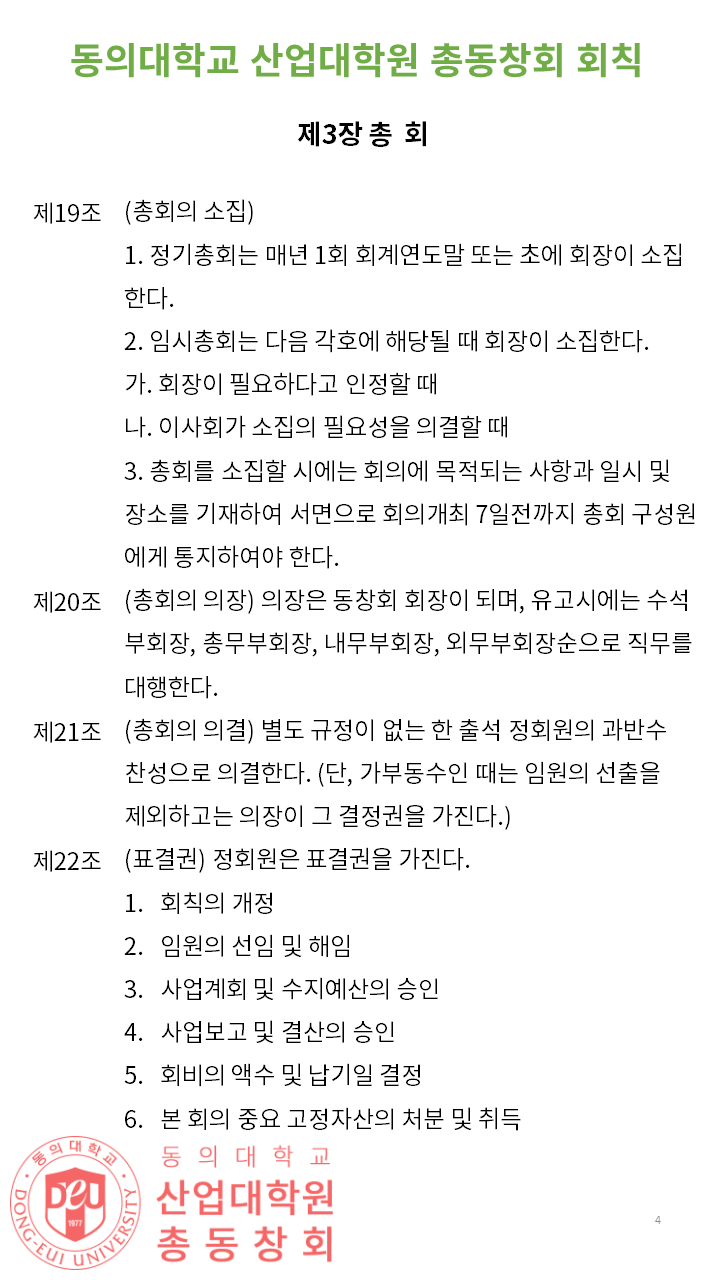 동의대학교 산업대학원 총동창회 회칙
제3장 총 회
제19조 (총회의 소집)
1. 정기총회는 매년 1회 회계연도말 또는 초에 회장이 소집
한다.
2. 임시총회는 다음 각호에 해당될 때 회장이 소집한다.
가. 회장이 필요하다고 인정할 때
나. 이사회가 소집의 필요성을 의결할 때
3. 총회를 소집할 시에는 회의에 목적되는 사항과 일시 및
장소를 기재하여 서면으로 회의개최 7일전까지 총회 구성원
에게 통지하여야 한다.
제20조 (총회의 의장) 의장은 동창회 회장이 되며, 유고시에는 수석
부회장, 총무부회장, 내무부회장, 외무부회장순으로 직무를
대행한다.
제21조 (총회의 의결) 별도 규정이 없는 한 출석 정회원의 과반수
찬성으로 의결한다. (단, 가부동수인 때는 임원의 선출을
제외하고는 의장이 그 결정권을 가진다.)
제22조 (표결권) 정회원은 표결권을 가진다.
1. 회칙의 개정
2. 임원의 선임 및 해임
3. 사업계회 및 수지예산의 승인
4. 사업보고 및 결산의 승인
5. 회비의 액수 및 납기일 결정
6. 본 회의 중요 고정자산의 처분 및 취득
동의대학교
DEU
1977
DONG-EUI UNIVERSITY
동 의 대 학 교
산업대학원
총 동 창 회
4